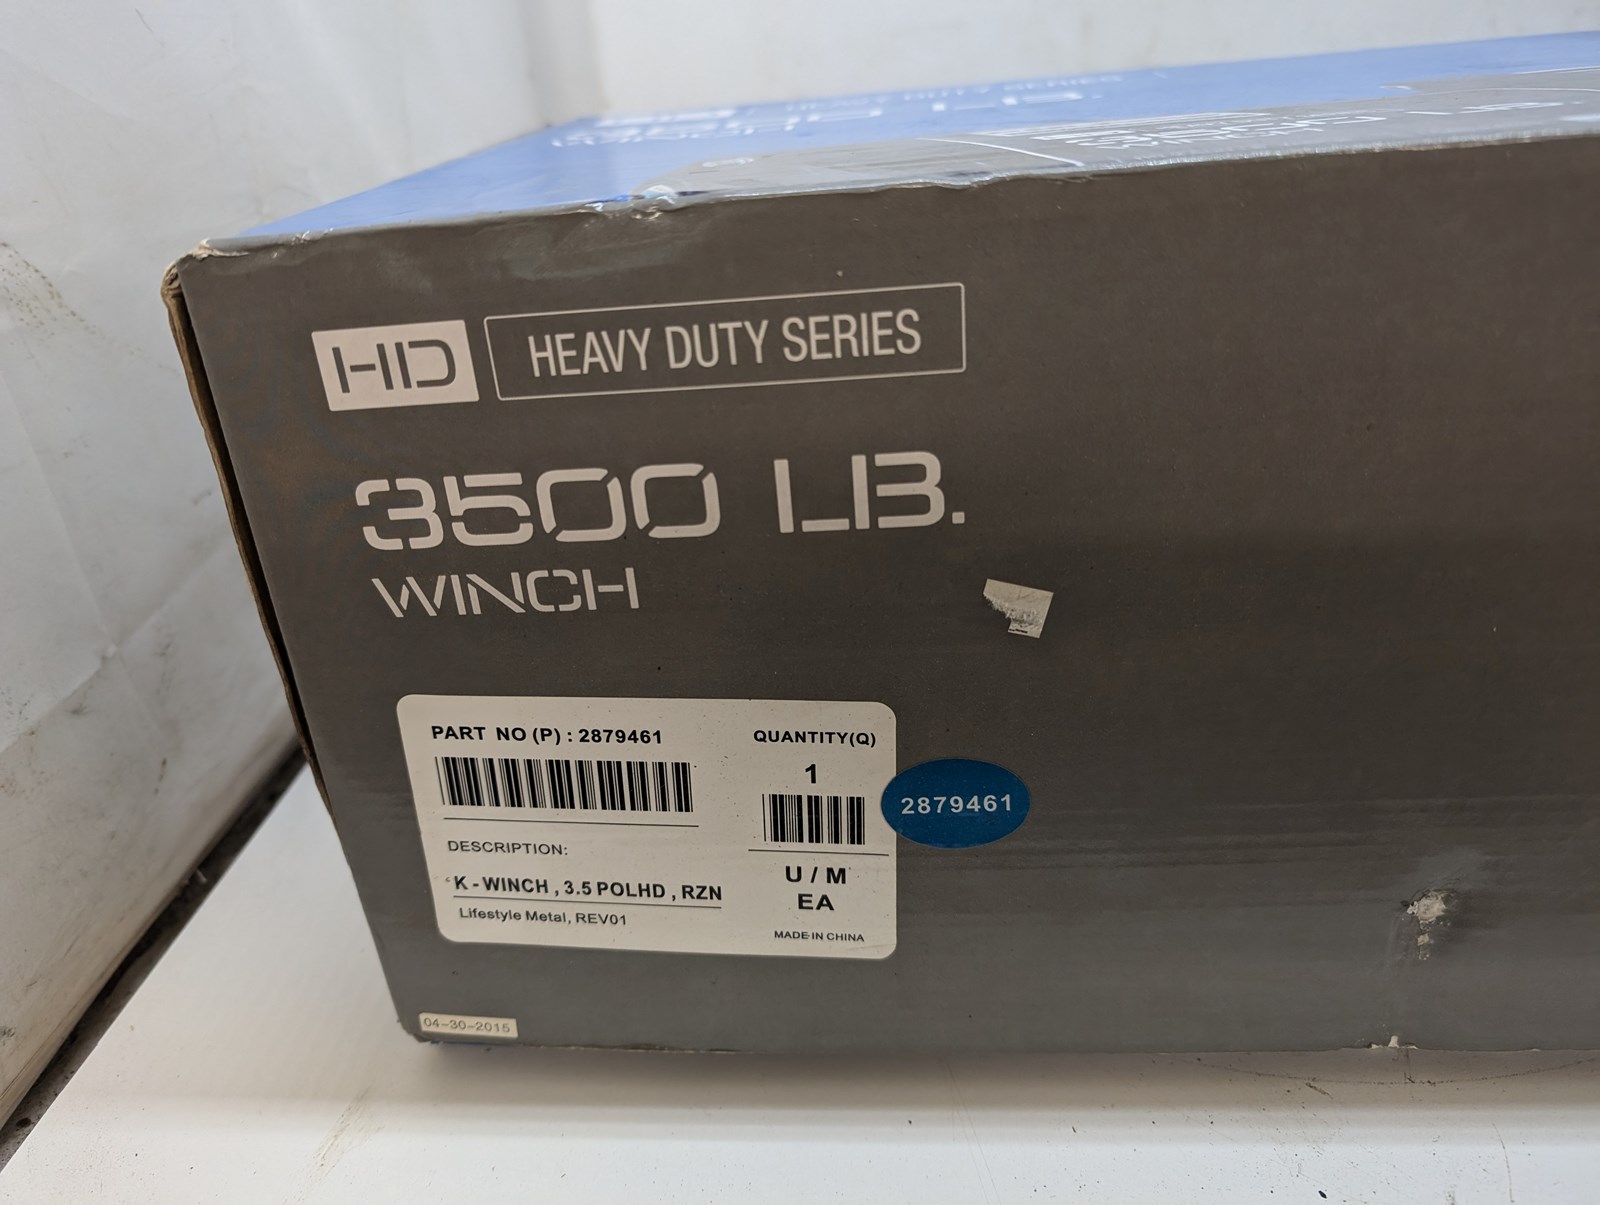 HD HEAVY DUTY SERIES
3500 LB.
WINCH
PART NO (P) : 2879461
QUANTITY(Q)
1
2879461
DESCRIPTION:
K - WINCH , 3.5 POLHD , RZN
Lifestyle Metal, REV01
U / M
EA
MADE IN CHINA
04-30-2015